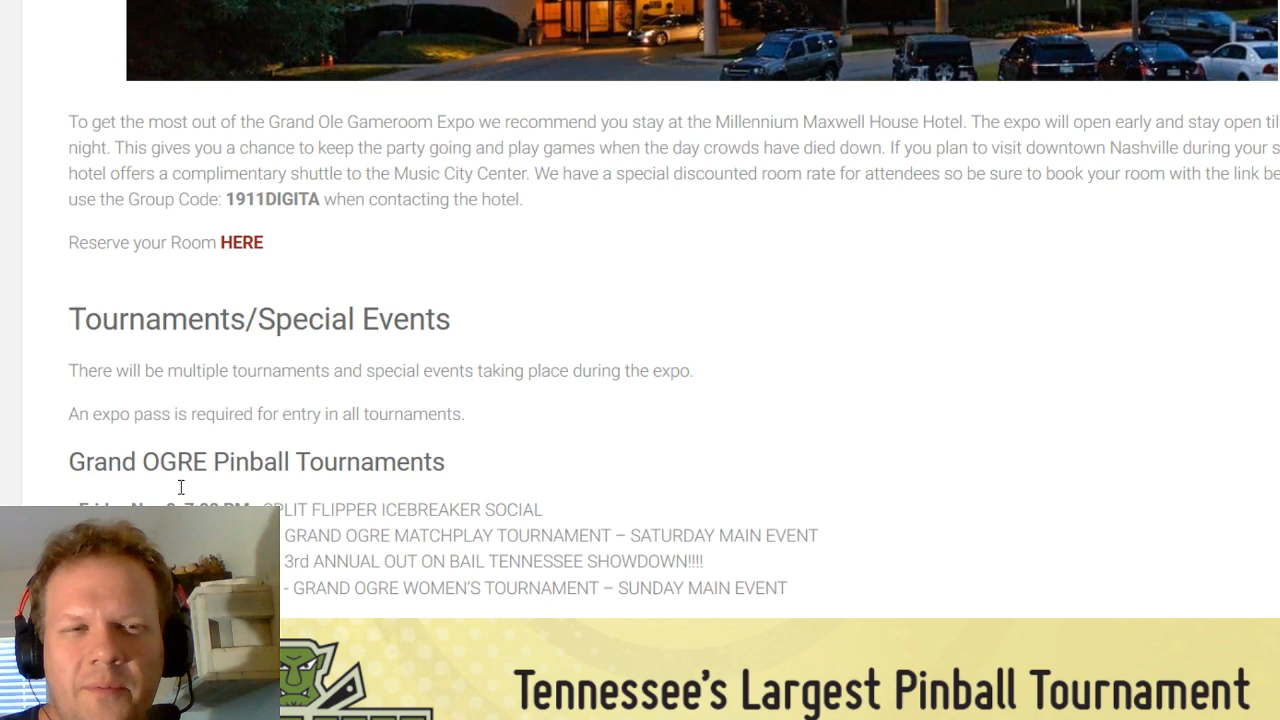 To get the most out of the Grand Ole Gameroom Expo we recommend you stay at the Millennium Maxwell House Hotel. The expo will open early and stay open til
night. This gives you a chance to keep the party going and play games when the day crowds have died down. If you plan to visit downtown Nashville during your s
hotel offers a complimentary shuttle to the Music City Center. We have a special discounted room rate for attendees so be sure to book your room with the link be
use the Group Code: 1911DIGITA when contacting the hotel.
Reserve your Room HERE
Tournaments/Special Events
There will be multiple tournaments and special events taking place during the expo.
An expo pass is required for entry in all tournaments.
Grand OGRE Pinball Tournaments
SPLIT FLIPPER ICEBREAKER SOCIAL
GRAND OGRE MATCHPLAY TOURNAMENT – SATURDAY MAIN EVENT
3rd ANNUAL OUT ON BAIL TENNESSEE SHOWDOWN!!!!
- GRAND OGRE WOMEN'S TOURNAMENT – SUNDAY MAIN EVENT
Tennessee's Largest Pinball Tournament